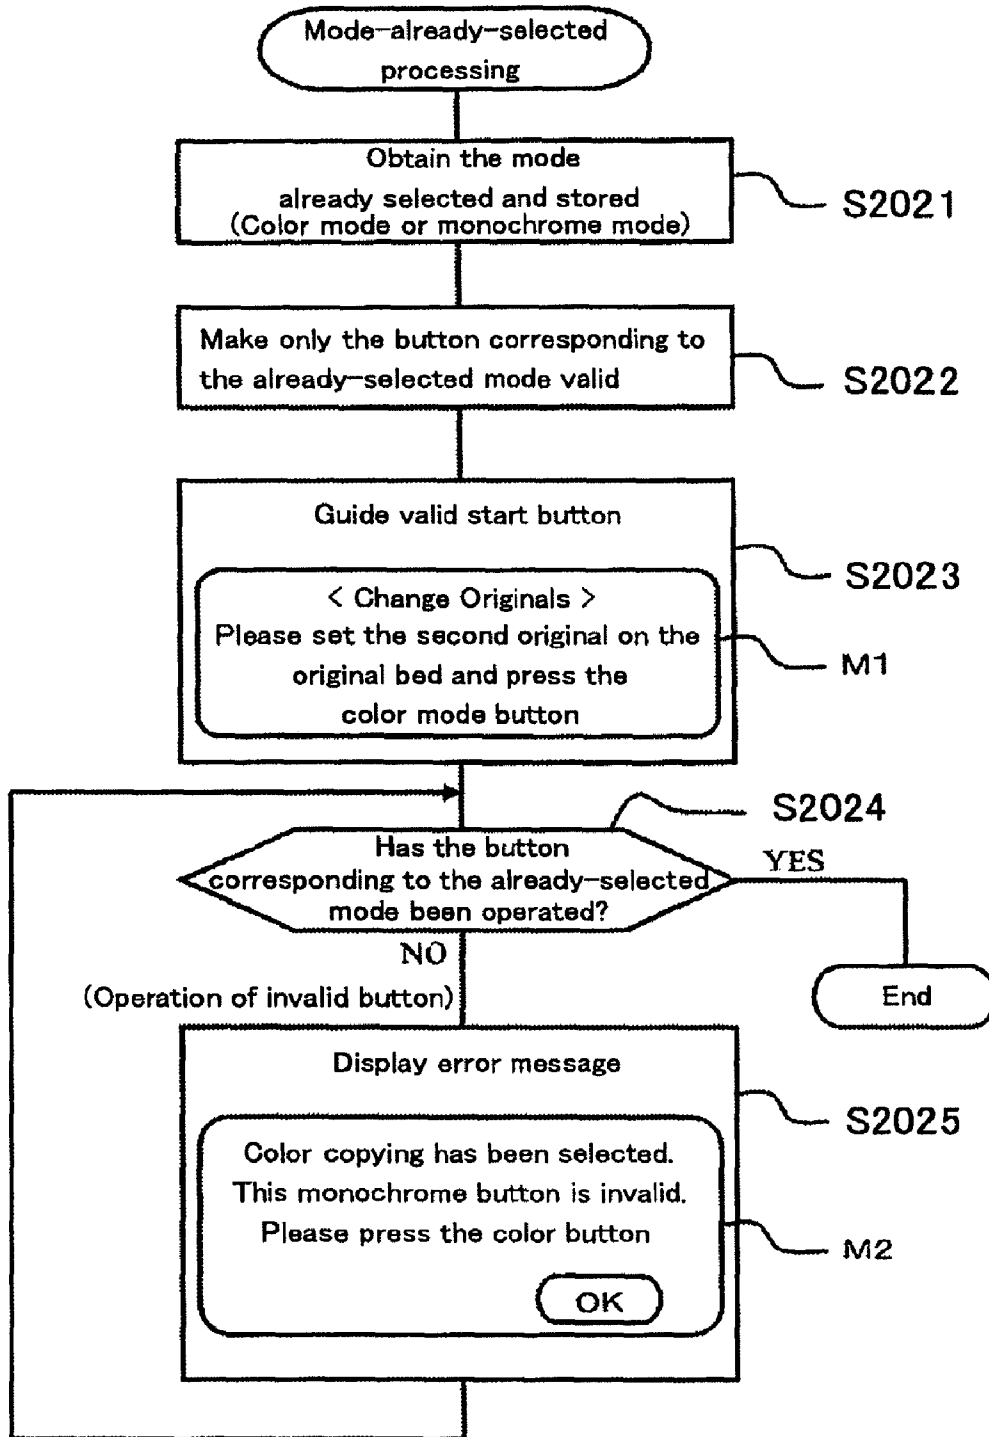 Mode-already-selected
processing
Obtain the mode
already selected and stored
(Color mode or monochrome mode)
S2021
Make only the button corresponding to
the already-selected mode valid
S2022
Guide valid start button
S2023
< Change Originals >
Please set the second original on the
original bed and press the
color mode button
M1
S2024
Has the button
corresponding to the already-selected
mode been operated?
YES
NO
(Operation of invalid button)
End
Display error message
S2025
Color copying has been selected.
This monochrome button is invalid.
Please press the color button
M2
OK